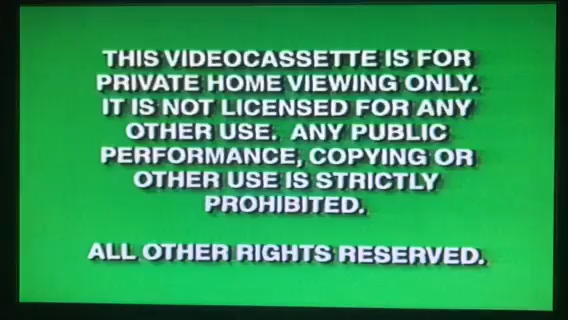 THIS VIDEOCASSETTE IS FOR
PRIVATE HOME VIEWING ONLY.
IT IS NOT LICENSED FOR ANY
OTHER USE. ANY PUBLIC
PERFORMANCE, COPYING OR
OTHER USE IS STRICTLY
PROHIBITED.
ALL OTHER RIGHTS RESERVED.